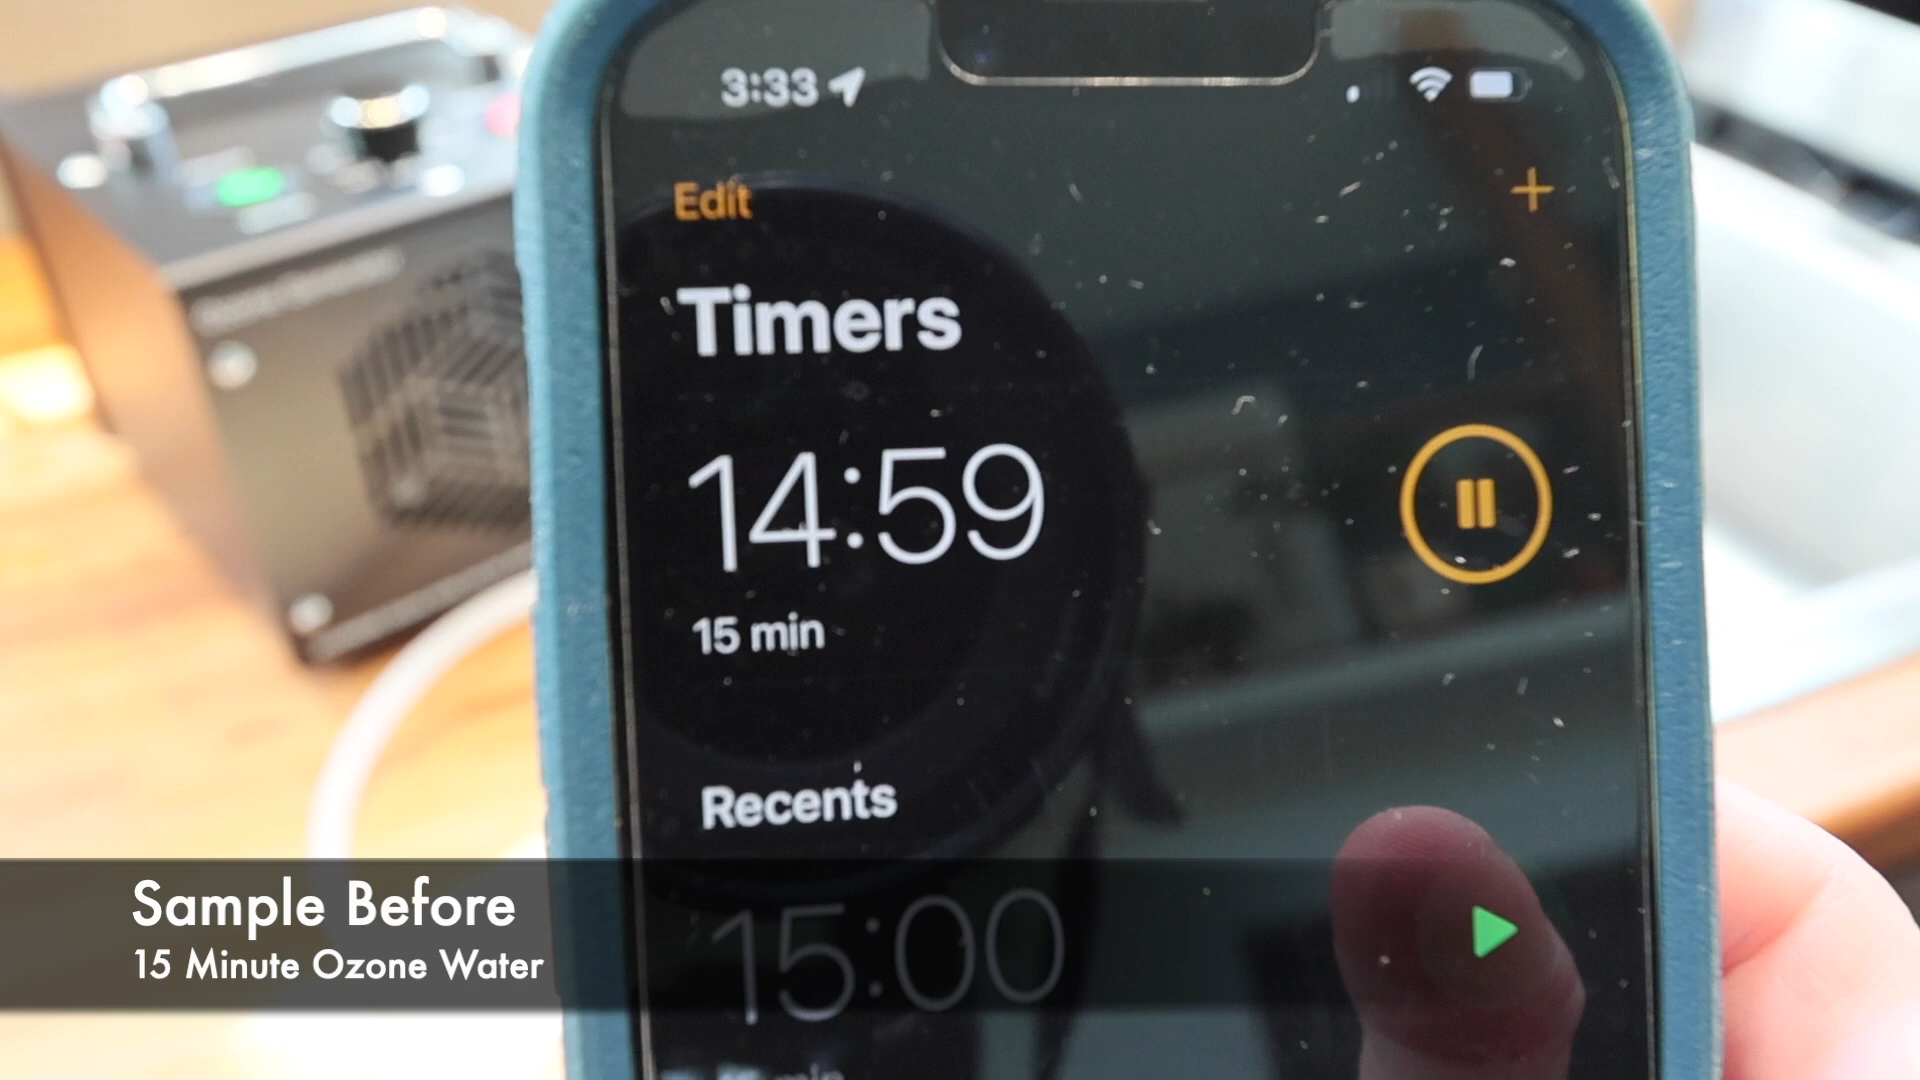 3:33
Edit
+
Timers
14:59
15 min
Recents
15:00
Sample Before
15 Minute Ozone Water